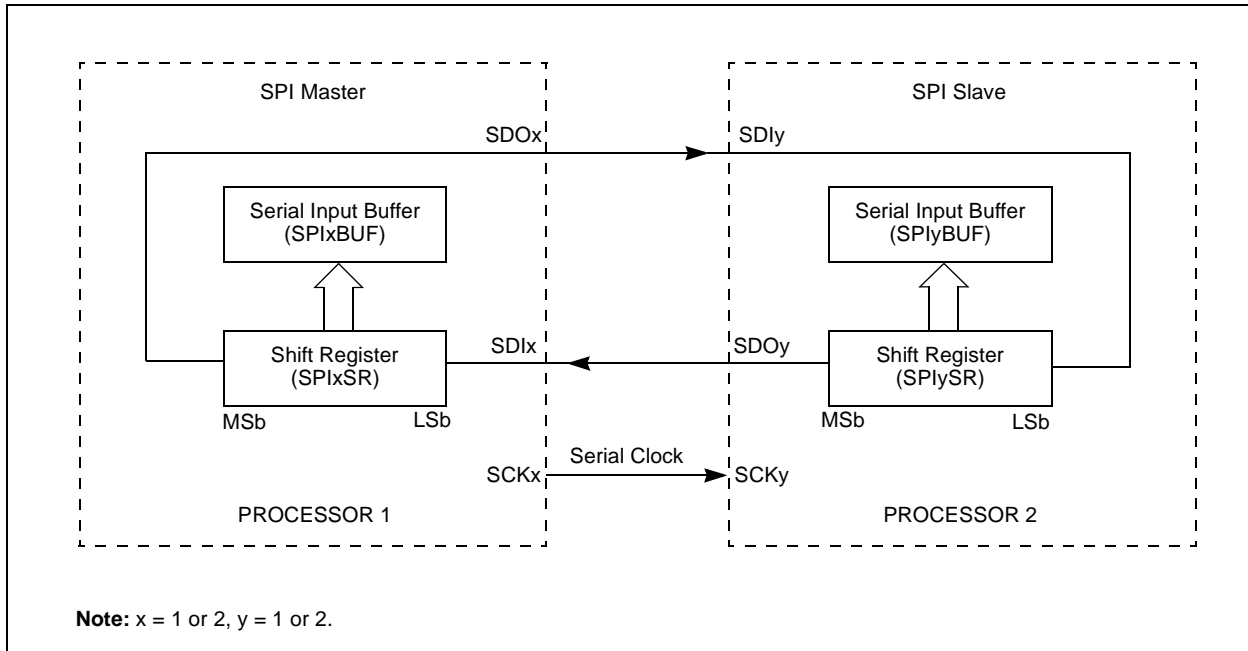 SPI Master
SPI Slave
SDOx
SDIy
Serial Input Buffer
(SPIxBUF)
Serial Input Buffer
(SPIyBUF)
SDIx
SDOy
Shift Register
(SPIxSR)
Shift Register
(SPIySR)
MSb
LSb
MSb
LSb
Serial Clock
SCKx
SCKy
PROCESSOR 1
PROCESSOR 2
Note: x = 1 or 2, y = 1 or 2.